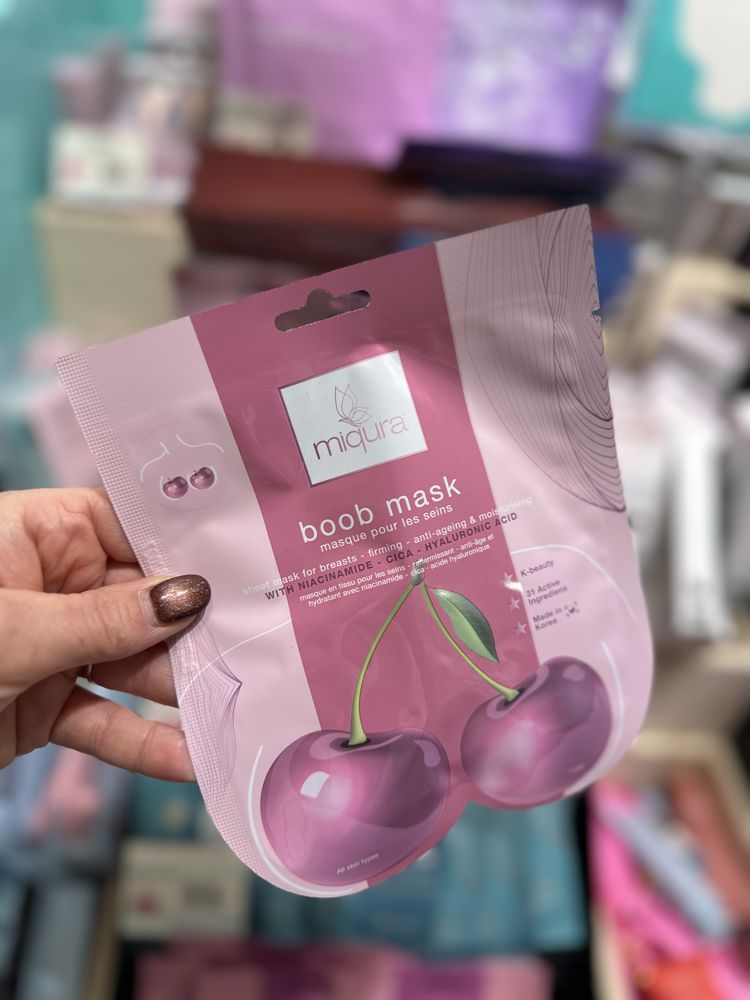 miqura
boob mask
masque pour les seins
sheet mask for breasts - firming - anti-ageing & moisturising
WITH NIACINAMIDE - CICA - HYALURONIC ACID
masque en tissu pour les seins - raffermissant - anti-âge et
hydratant avec niacinamide - cica - acide hyaluronique
K-beauty
31 Active
Ingrediens
Made in
Korea
All skin types